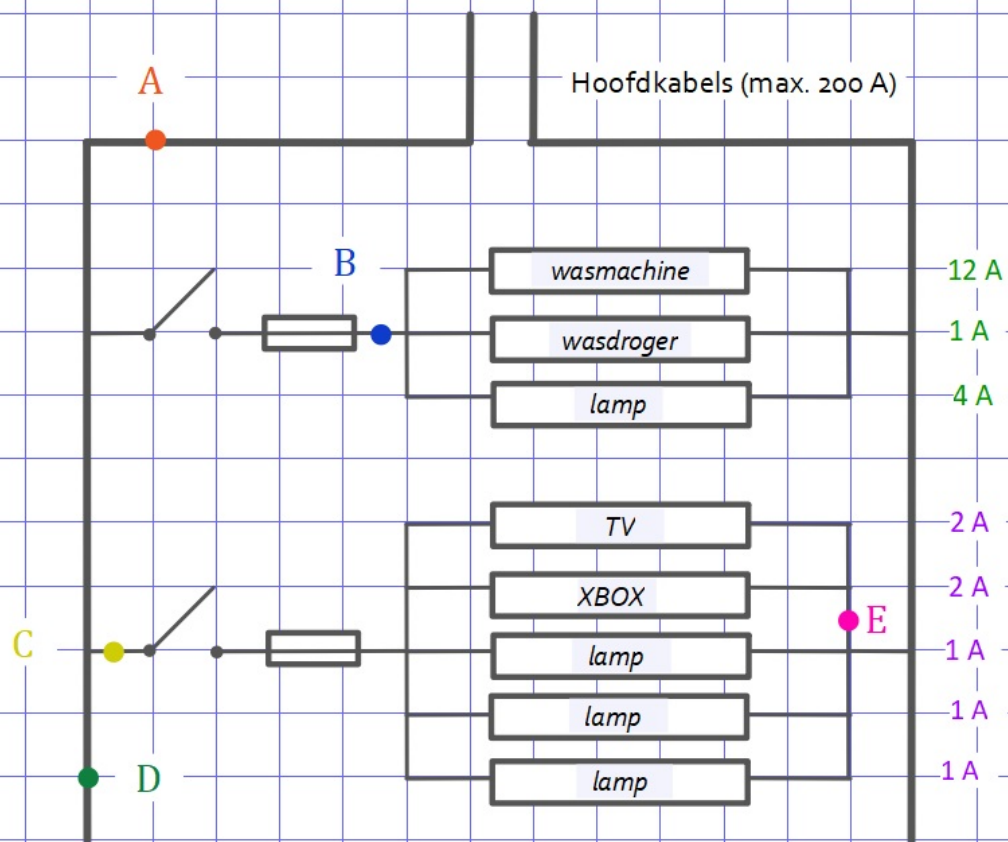 A
Hoofdkabels (max. 200 A)
B
wasmachine
12 A
wasdroger
1 A
lamp
4 A
TV
2 A
XBOX
2 A
E
C
lamp
1 A
lamp
1 A
D
lamp
1 A